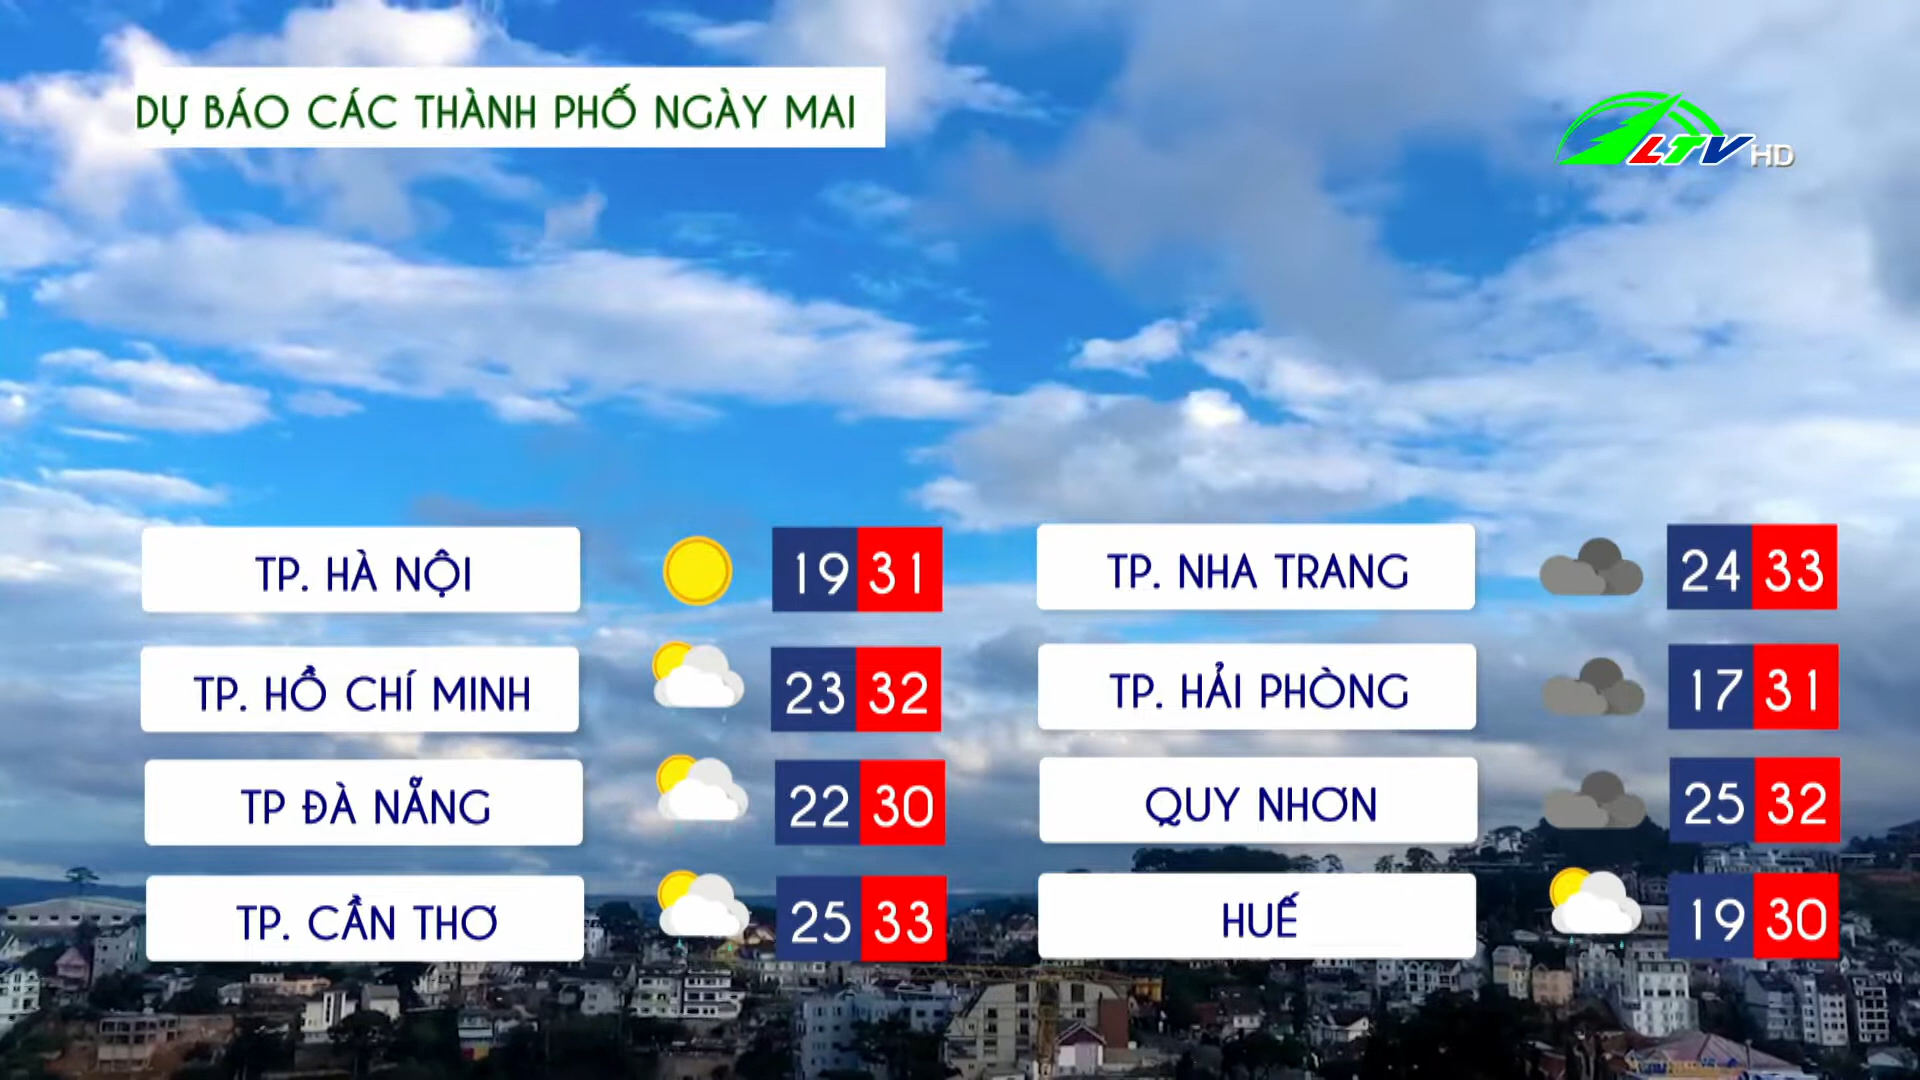 DỰ BÁO CÁC THÀNH PHỐ NGÀY MAI
LTV HD
TP. HÀ NỘI 19 31
TP. HỒ CHÍ MINH 23 32
TP ĐÀ NẴNG 22 30
TP. CẦN THƠ 25 33
TP. NHA TRANG 24 33
TP. HẢI PHÒNG 17 31
QUY NHƠN 25 32
HUẾ 19 30